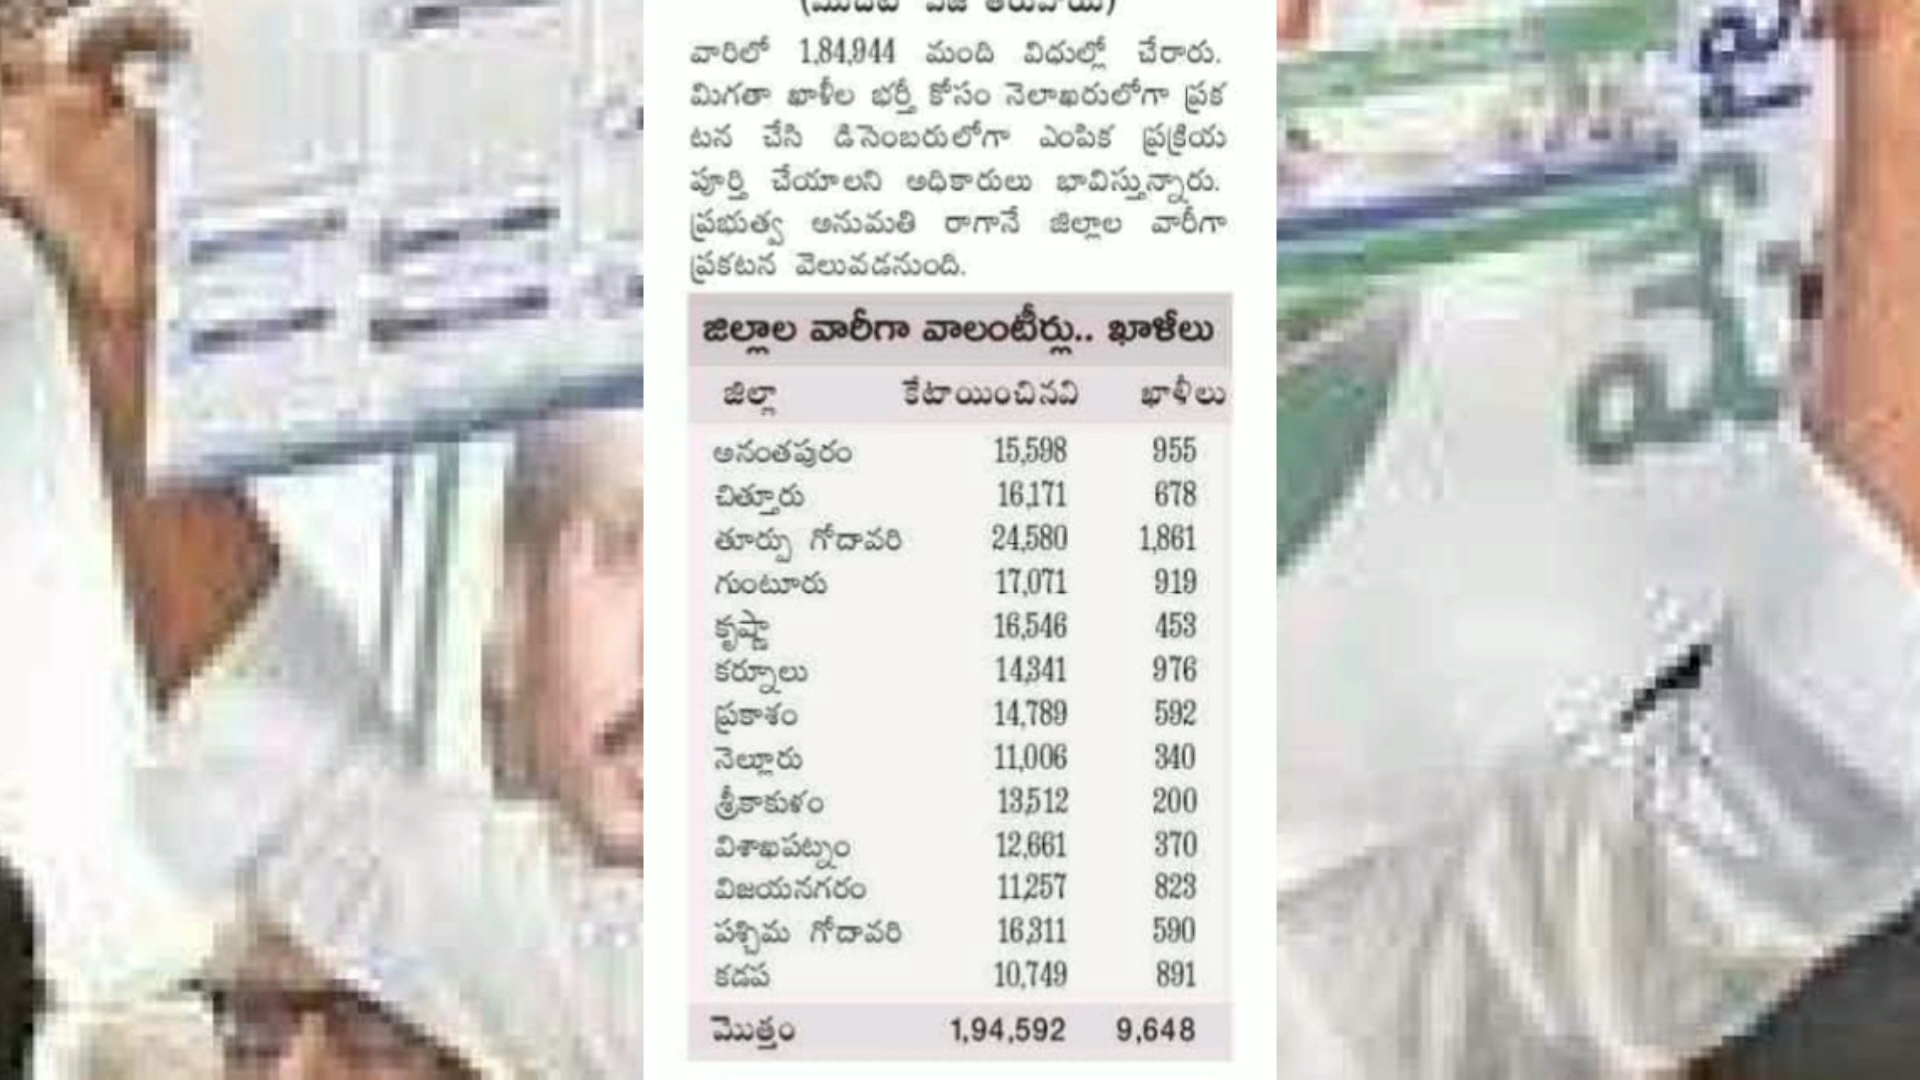 (మొదటి పేజీ తరువాయి)
వారిలో 1,84,944 మంది విధుల్లో చేరారు.
మిగతా ఖాళీల భర్తీ కోసం నెలాఖరులోగా ప్రక
టన చేసి డిసెంబరులోగా ఎంపిక ప్రక్రియ
పూర్తి చేయాలని అధికారులు భావిస్తున్నారు.
ప్రభుత్వ అనుమతి రాగానే జిల్లాల వారీగా
ప్రకటన వెలువడనుంది.
జిల్లాల వారీగా వాలంటీర్లు.. ఖాళీలు
జిల్లా కేటాయించినవి ఖాళీలు
అనంతపురం 15,598 955
చిత్తూరు 16,171 678
తూర్పు గోదావరి 24,580 1,861
గుంటూరు 17,071 919
కృష్ణా 16,546 453
కర్నూలు 14,341 976
ప్రకాశం 14,789 592
నెల్లూరు 11,006 340
శ్రీకాకుళం 13,512 200
విశాఖపట్నం 12,661 370
విజయనగరం 11,257 823
పశ్చిమ గోదావరి 16,311 590
కడప 10,749 891
మొత్తం 1,94,592 9,648